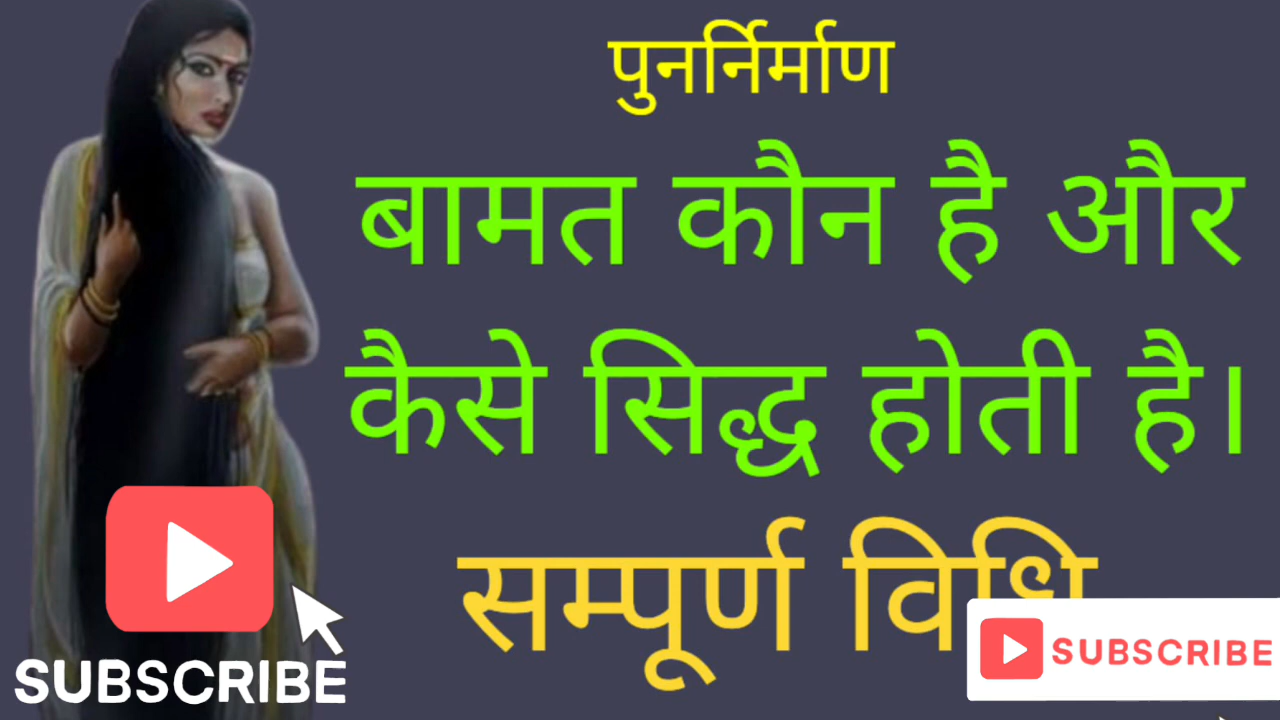 पुनर्निर्माण
बामत कौन है और
कैसे सिद्ध होती है।
सम्पूर्ण विधि
SUBSCRIBE
SUBSCRIBE